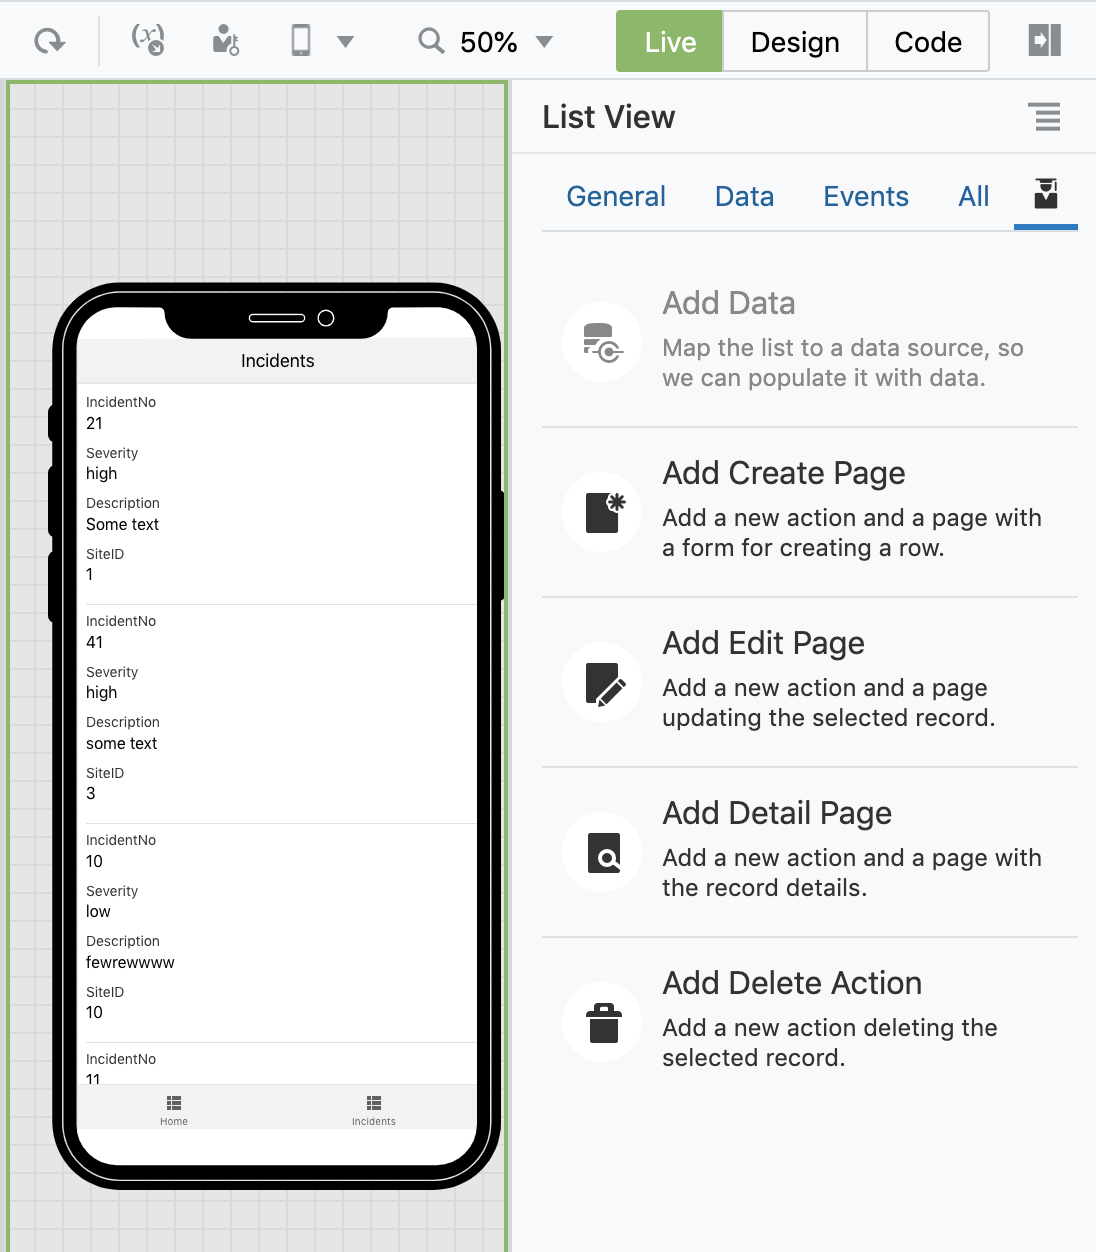 (x)
50%
Live
Design
Code
List View
General
Data
Events
All
Incidents
IncidentNo
21
Severity
high
Description
Some text
SiteID
1
IncidentNo
41
Severity
high
Description
some text
SiteID
3
IncidentNo
10
Severity
low
Description
fewrewwww
SiteID
10
IncidentNo
11
Home
Incidents
Add Data
Map the list to a data source, so
we can populate it with data.
Add Create Page
Add a new action and a page with
a form for creating a row.
Add Edit Page
Add a new action and a page
updating the selected record.
Add Detail Page
Add a new action and a page with
the record details.
Add Delete Action
Add a new action deleting the
selected record.